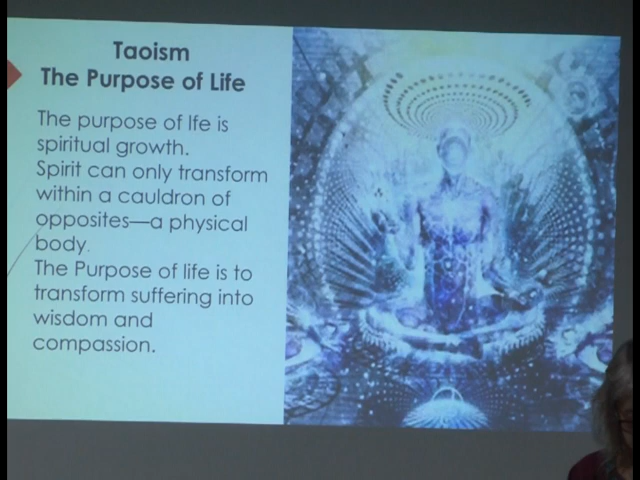 Taoism
The Purpose of Life
The purpose of lfe is
spiritual growth.
Spirit can only transform
within a cauldron of
opposites—a physical
body.
The Purpose of life is to
transform suffering into
wisdom and
compassion.